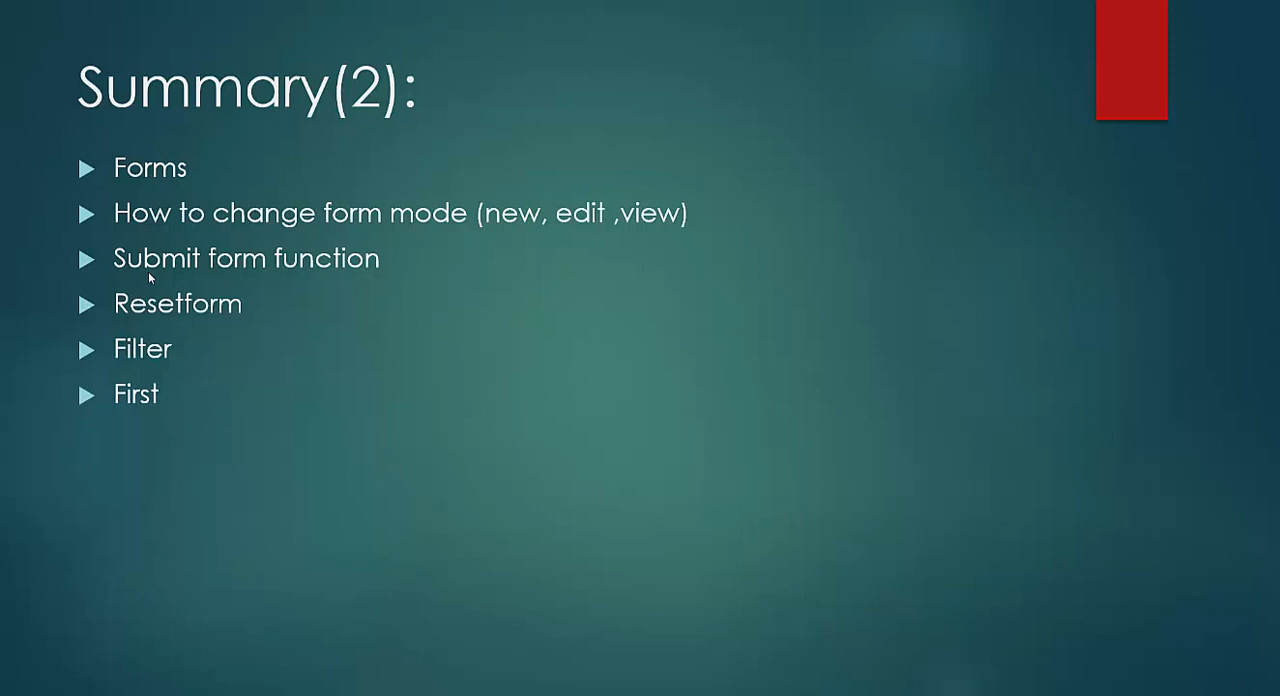 Summary(2):
Forms
How to change form mode (new, edit ,view)
Submit form function
Resetform
Filter
First